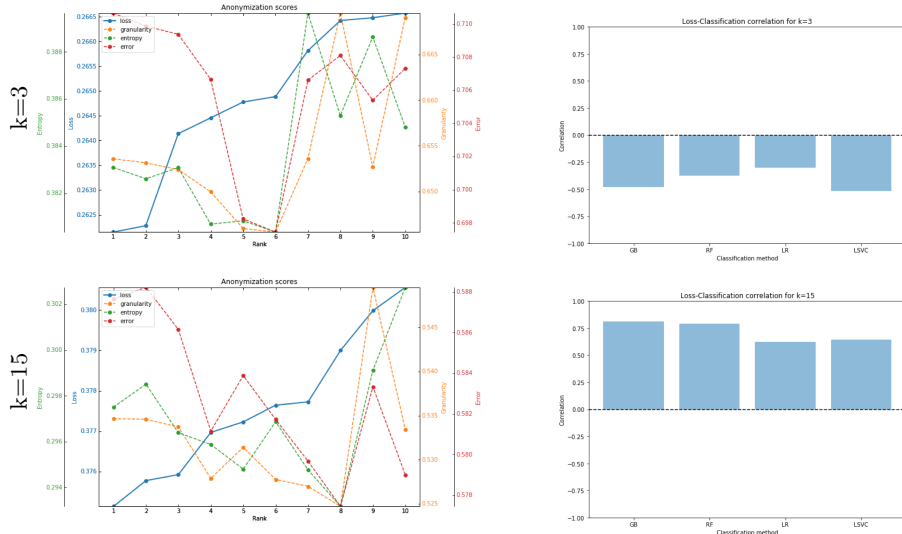 k=3
Anonymization scores
loss
granularity
entropy
error
0.388
0.386
0.384
0.382
Entropy
0.2665
0.2660
0.2655
0.2650
0.2645
0.2640
0.2635
0.2630
0.2625
Loss
1 2 3 4 5 6 7 8 9 10
Rank
0.665
0.660
0.655
0.650
Granularity
0.710
0.708
0.706
0.704
0.702
0.700
0.698
Error
Loss-Classification correlation for k=3
1.00
0.75
0.50
0.25
0.00
−0.25
−0.50
−0.75
−1.00
Correlation
GB RF LR LSVC
Classification method
k=15
Anonymization scores
loss
granularity
entropy
error
0.302
0.300
0.298
0.296
0.294
Entropy
0.380
0.379
0.378
0.377
0.376
Loss
1 2 3 4 5 6 7 8 9 10
Rank
0.545
0.540
0.535
0.530
0.525
Granularity
0.588
0.586
0.584
0.582
0.580
0.578
Error
Loss-Classification correlation for k=15
1.00
0.75
0.50
0.25
0.00
−0.25
−0.50
−0.75
−1.00
Correlation
GB RF LR LSVC
Classification method